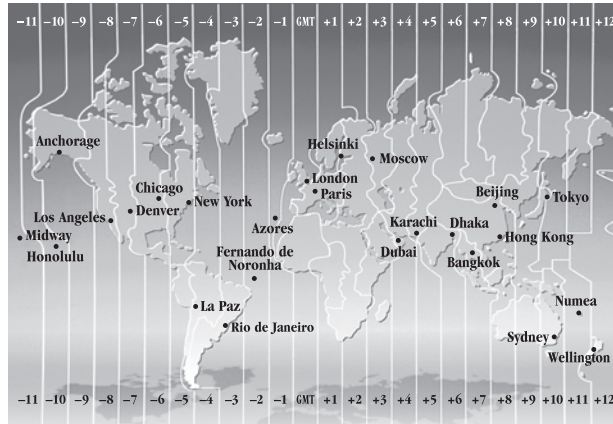 −11 −10 −9 −8 −7 −6 −5 −4 −3 −2 −1 GMT +1 +2 +3 +4 +5 +6 +7 +8 +9 +10 +11 +12
Anchorage
Helsinki
Moscow
London
Paris
Chicago
New York
Denver
Los Angeles
Midway
Honolulu
Azores
Beijing
Tokyo
Karachi
Dhaka
Hong Kong
Dubai
Bangkok
Fernando de
Noronha
La Paz
Rio de Janeiro
Numea
Sydney
Wellington
−11 −10 −9 −8 −7 −6 −5 −4 −3 −2 −1 GMT +1 +2 +3 +4 +5 +6 +7 +8 +9 +10 +11 +12